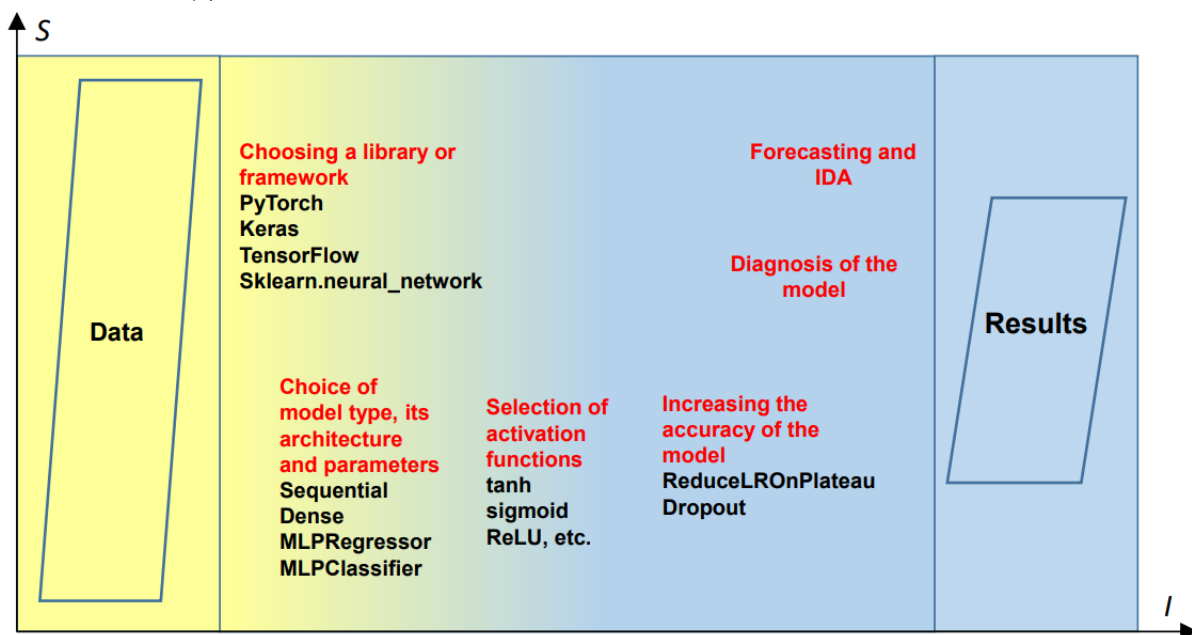 S
Data
Choosing a library or
framework
PyTorch
Keras
TensorFlow
Sklearn.neural_network
Choice of
model type, its
architecture
and parameters
Sequential
Dense
MLPRegressor
MLPClassifier
Selection of
activation
functions
tanh
sigmoid
ReLU, etc.
Increasing the
accuracy of the
model
ReduceLROnPlateau
Dropout
Diagnosis of the
model
Forecasting and
IDA
Results
I